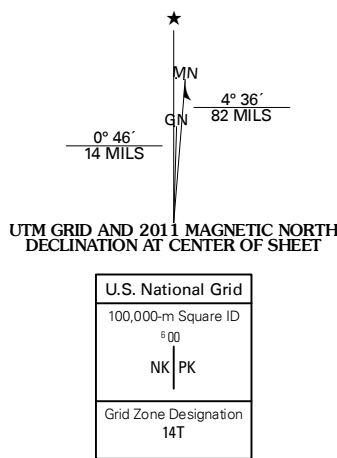 ★
MN
4° 36´
82 MILS
GN
0° 46´
14 MILS
UTM GRID AND 2011 MAGNETIC NORTH
DECLINATION AT CENTER OF SHEET
U.S. National Grid
100,000-m Square ID
6 00
NK PK
Grid Zone Designation
14T